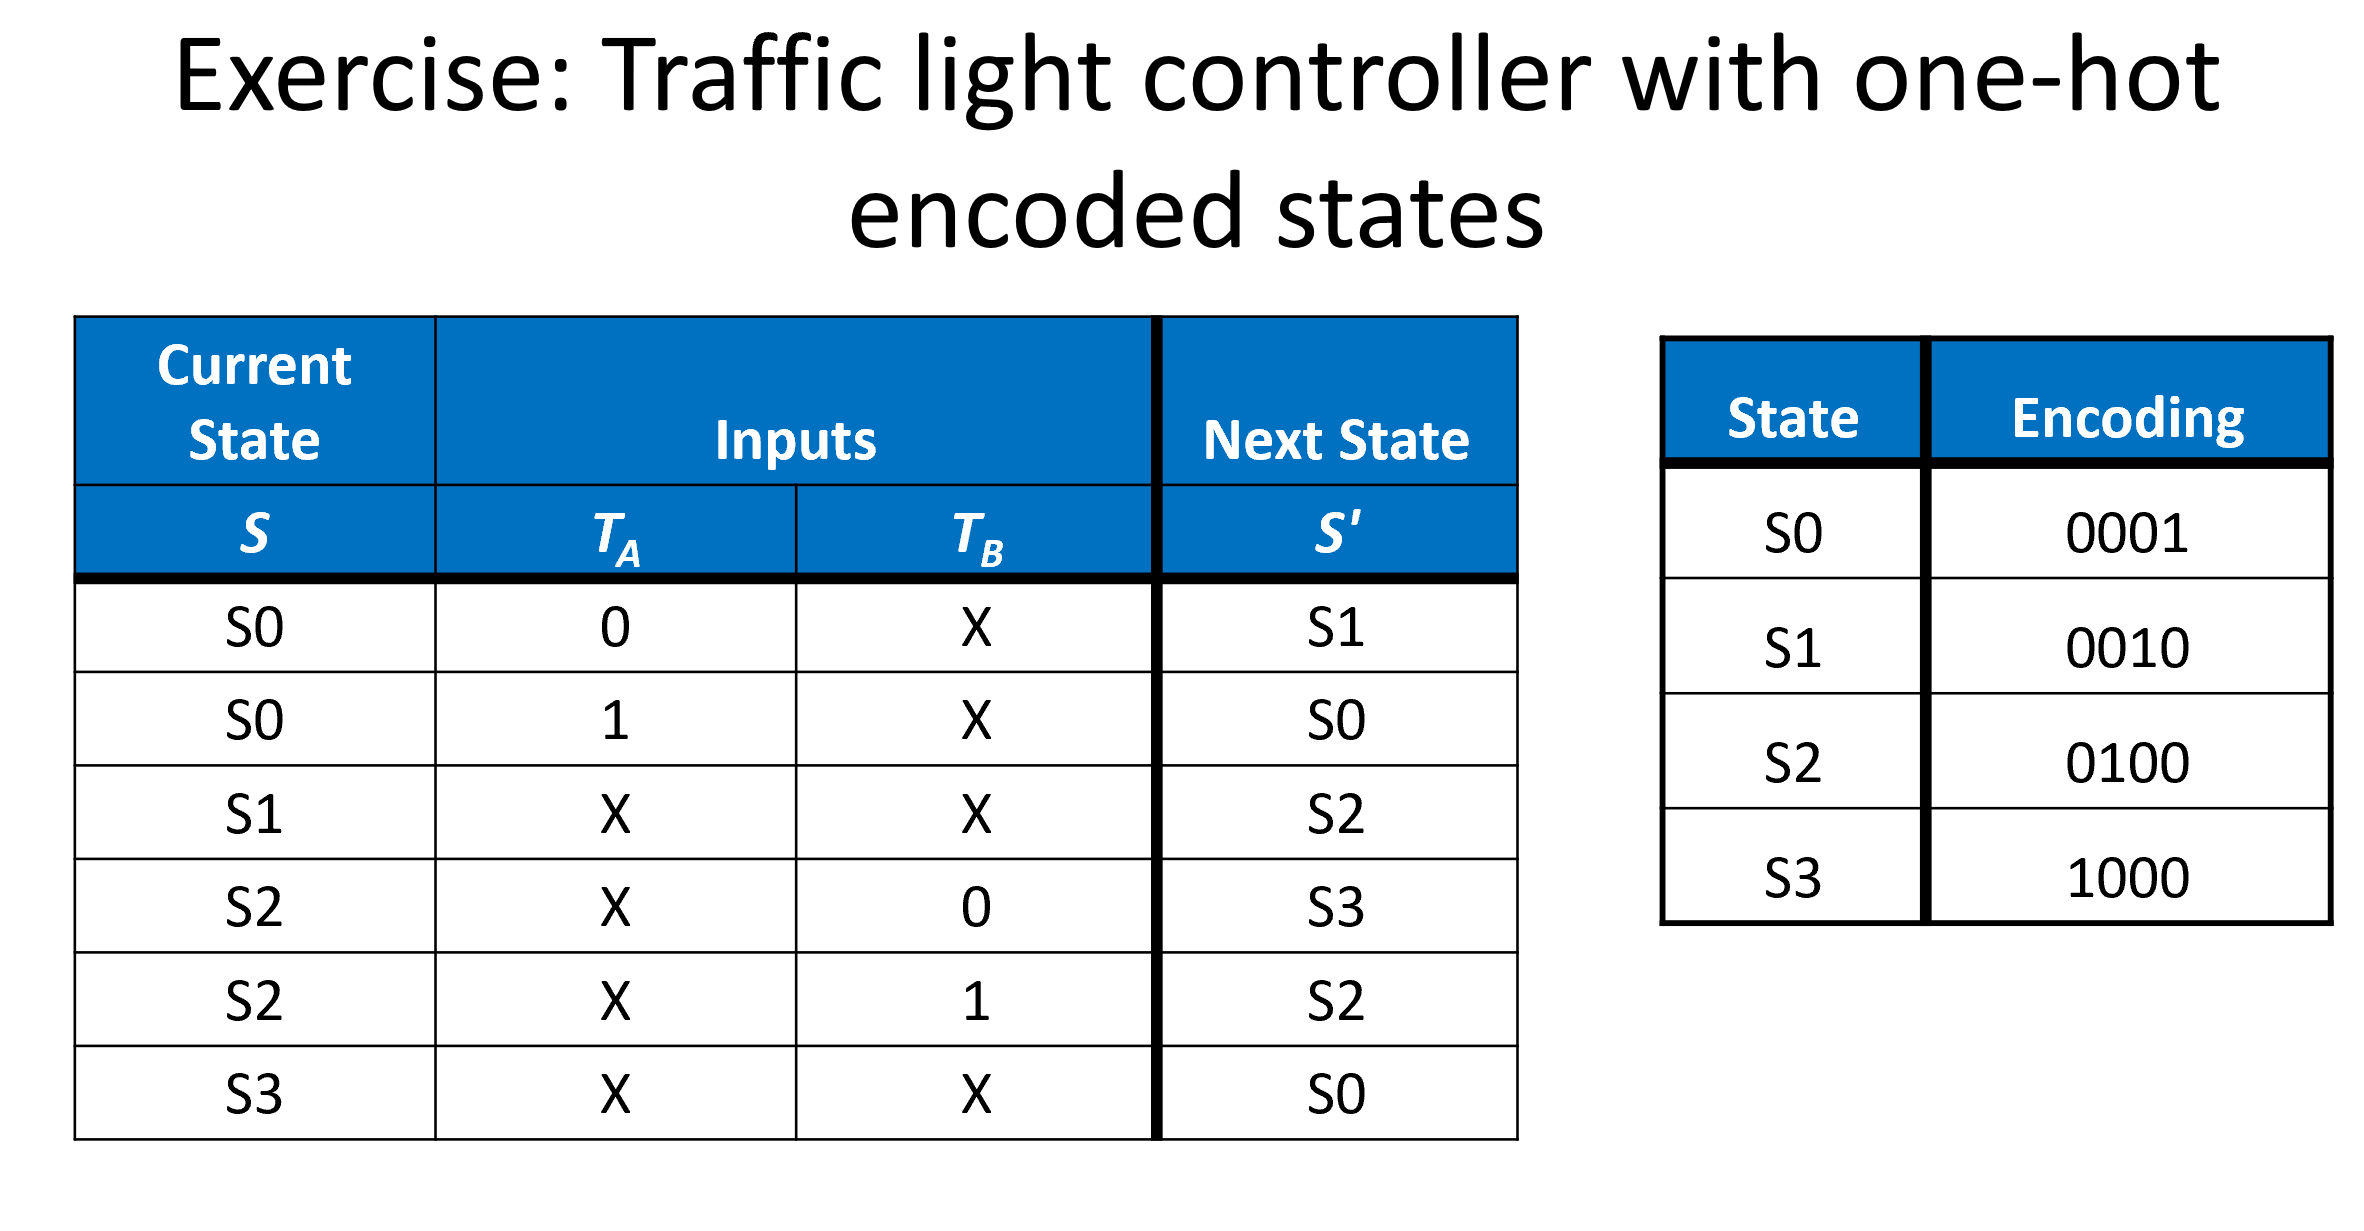 Exercise: Traffic light controller with one-hot
encoded states
Current
State Inputs Next State
S TA TB S'
S0 0 X S1
S0 1 X S0
S1 X X S2
S2 X 0 S3
S2 X 1 S2
S3 X X S0
State Encoding
S0 0001
S1 0010
S2 0100
S3 1000